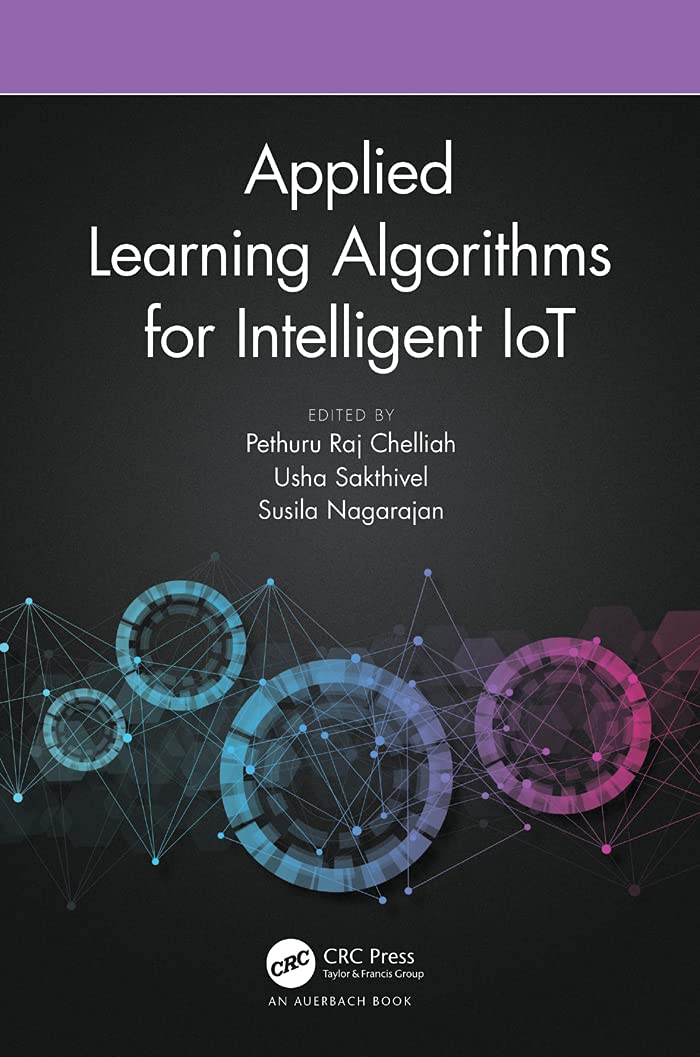 Applied
Learning Algorithms
for Intelligent IoT
EDITED BY
Pethuru Raj Chelliah
Usha Sakthivel
Susila Nagarajan
CRC
CRC Press
Taylor & Francis Group
AN AUERBACH BOOK